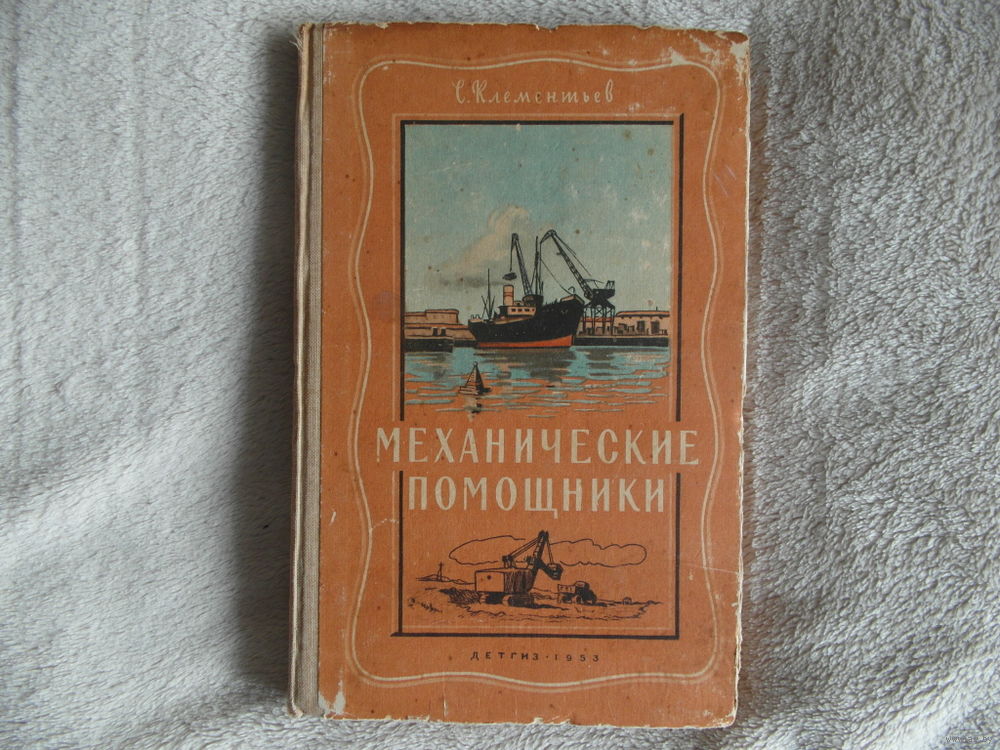 С. Клементьев
МЕХАНИЧЕСКИЕ
ПОМОЩНИКИ
ДЕТГИЗ · 1953